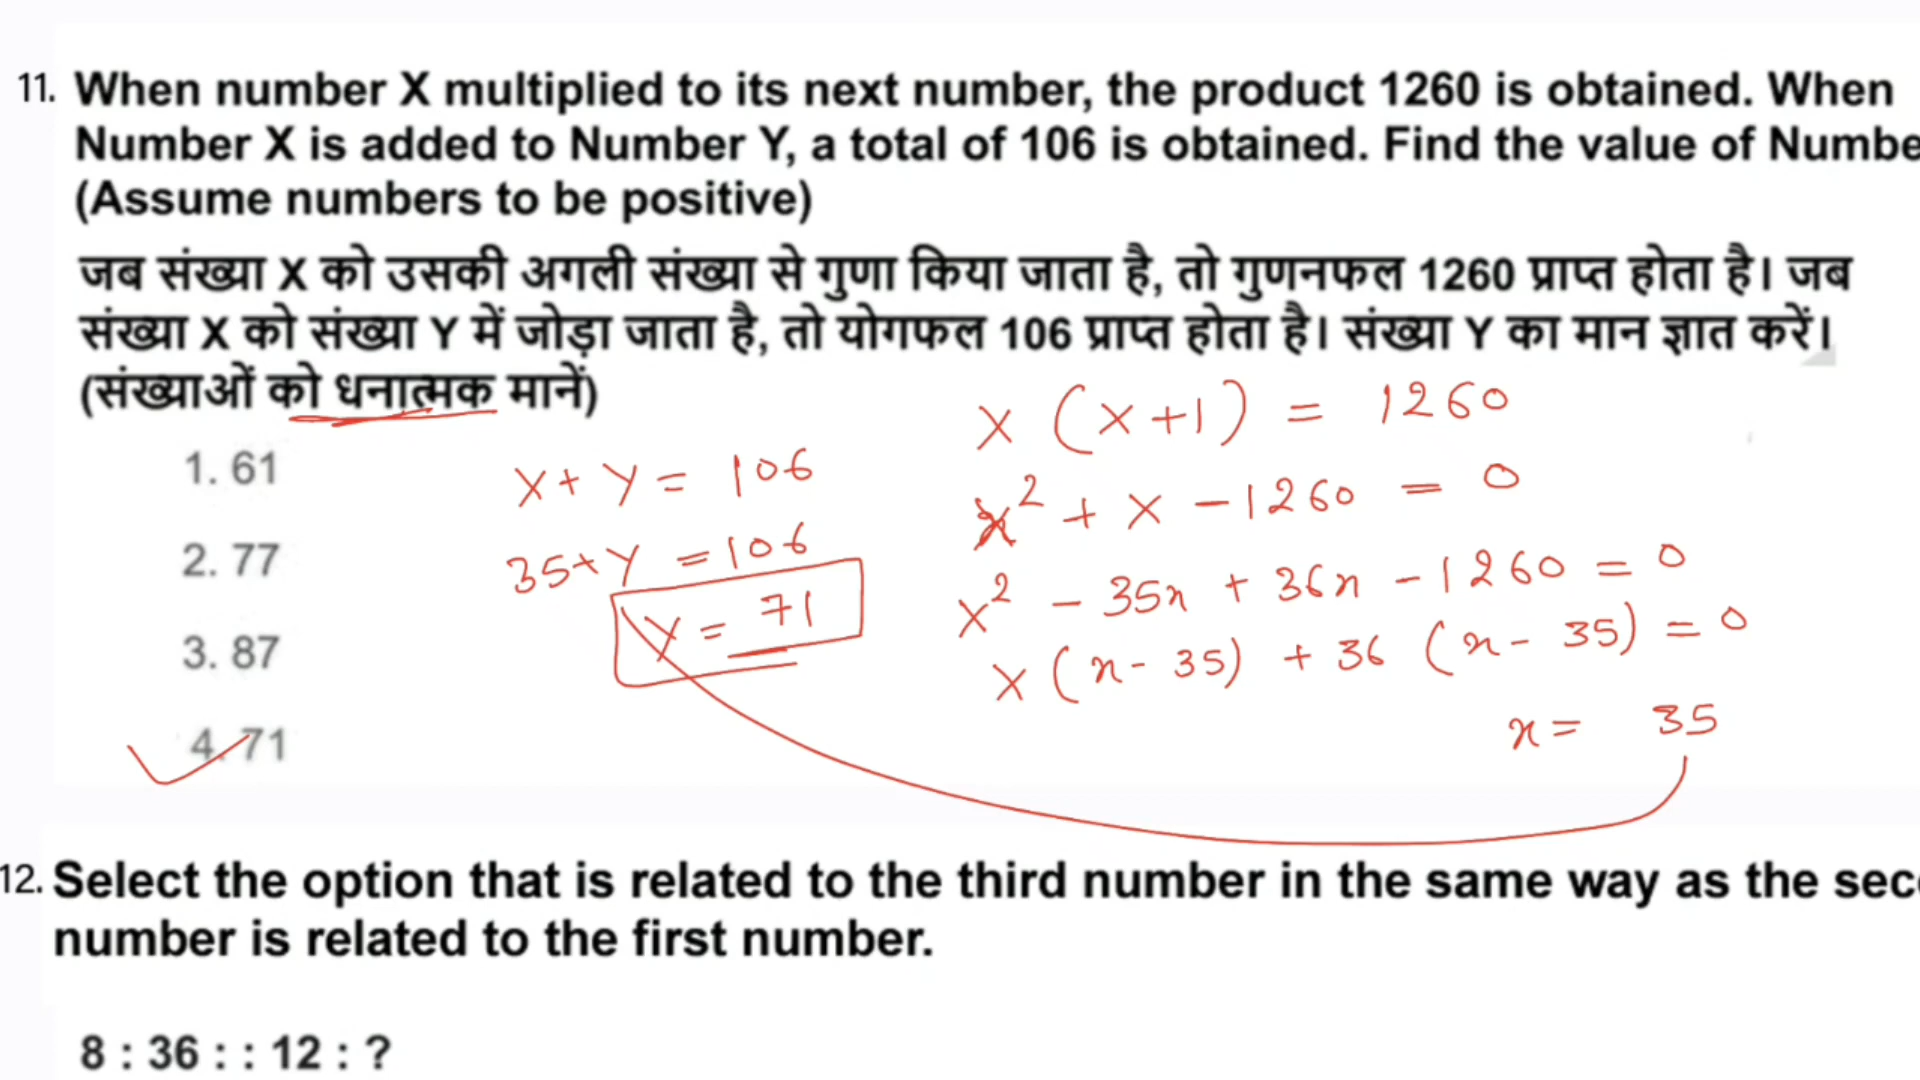 11. When number X multiplied to its next number, the product 1260 is obtained. When
Number X is added to Number Y, a total of 106 is obtained. Find the value of Numbe
(Assume numbers to be positive)
जब संख्या X को उसकी अगली संख्या से गुणा किया जाता है, तो गुणनफल 1260 प्राप्त होता है। जब
संख्या X को संख्या Y में जोड़ा जाता है, तो योगफल 106 प्राप्त होता है। संख्या Y का मान ज्ञात करें।
(संख्याओं को धनात्मक मानें)
1. 61
2. 77
3. 87
4. 71
X + Y = 106
35 + Y = 106
Y = 71
X (X+1) = 1260
x² + X - 1260 = 0
X² - 35x + 36x - 1260 = 0
X (x - 35) + 36 (x - 35) = 0
x = 35
12. Select the option that is related to the third number in the same way as the sec
number is related to the first number.
8 : 36 : : 12 : ?